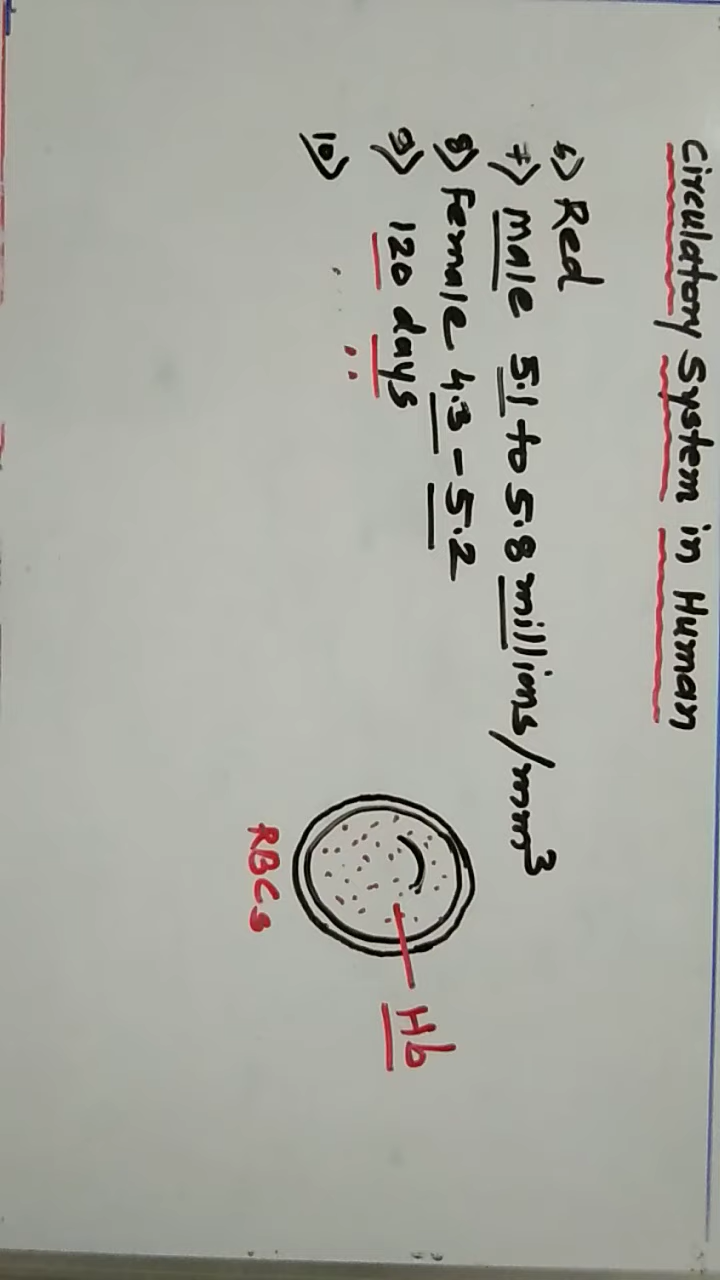 Circulatory System in Human
6) Red
7) male 5.1 to 5.8 millions/mm³
8) Female 4.3 - 5.2
9) 120 days
10)
Hb
RBCs